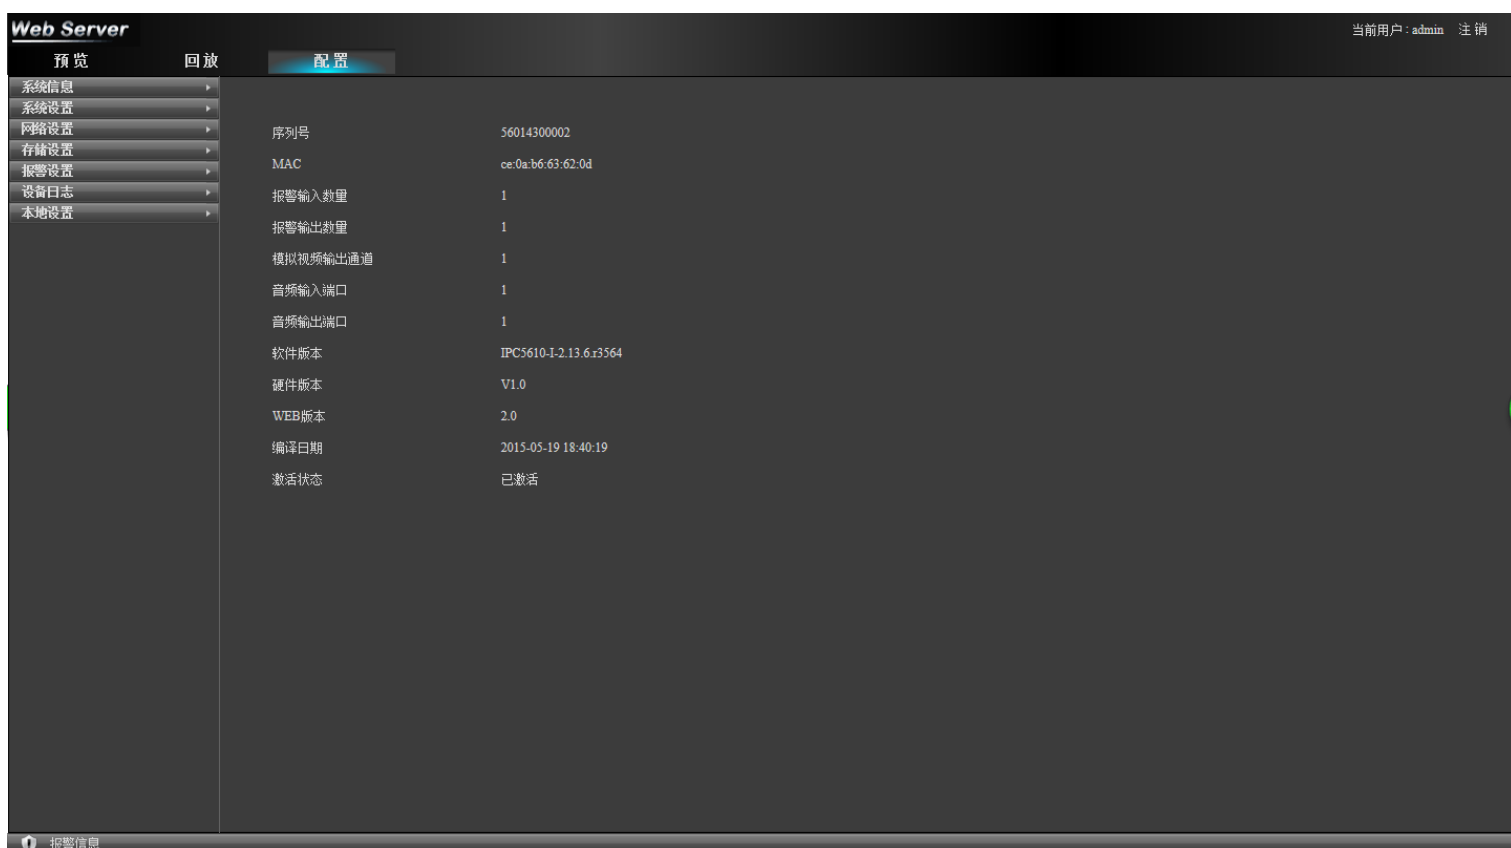 Web Server
当前用户：admin 注销
预览 回放 配置
系统信息
系统设置
网络设置
存储设置
报警设置
设备日志
本地设置
序列号 56014300002
MAC ce:0a:b6:63:62:0d
报警输入数量 1
报警输出数量 1
模拟视频输出通道 1
音频输入端口 1
音频输出端口 1
软件版本 IPC5610-I-2.13.6.r3564
硬件版本 V1.0
WEB版本 2.0
编译日期 2015-05-19 18:40:19
激活状态 已激活
报警信息